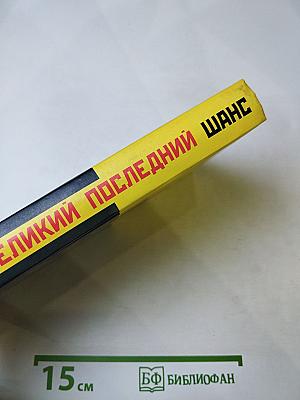 ЕЛИКИЙ ПОСЛЕДНИЙ ШАНС
15 см
БФ БИБЛИОФАН